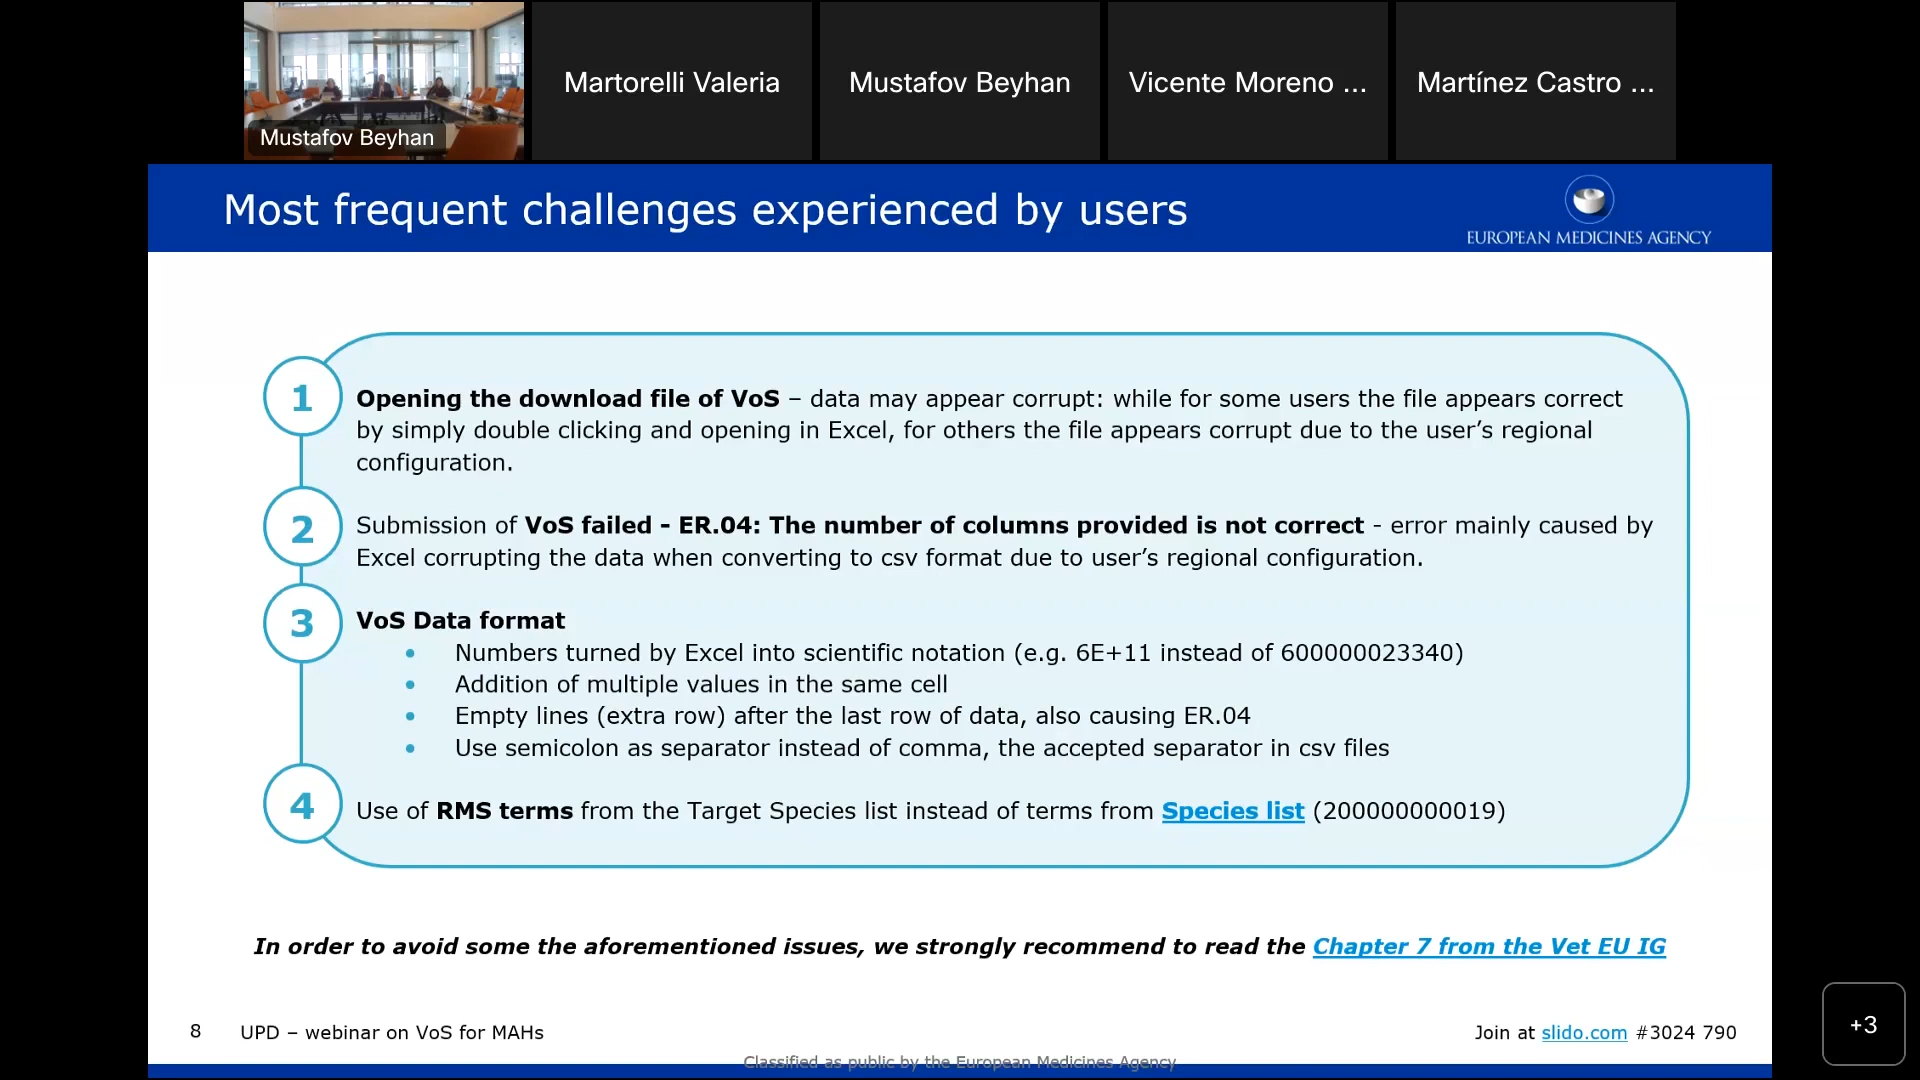 Mustafov Beyhan
Martorelli Valeria
Mustafov Beyhan
Vicente Moreno ...
Martínez Castro ...
Most frequent challenges experienced by users
EUROPEAN MEDICINES AGENCY
1
Opening the download file of VoS – data may appear corrupt: while for some users the file appears correct
by simply double clicking and opening in Excel, for others the file appears corrupt due to the user’s regional
configuration.
2
Submission of VoS failed - ER.04: The number of columns provided is not correct - error mainly caused by
Excel corrupting the data when converting to csv format due to user’s regional configuration.
3
VoS Data format
• Numbers turned by Excel into scientific notation (e.g. 6E+11 instead of 600000023340)
• Addition of multiple values in the same cell
• Empty lines (extra row) after the last row of data, also causing ER.04
• Use semicolon as separator instead of comma, the accepted separator in csv files
4
Use of RMS terms from the Target Species list instead of terms from Species list (200000000019)
In order to avoid some the aforementioned issues, we strongly recommend to read the Chapter 7 from the Vet EU IG
8 UPD – webinar on VoS for MAHs
Join at slido.com #3024 790
+3
Classified as public by the European Medicines Agency